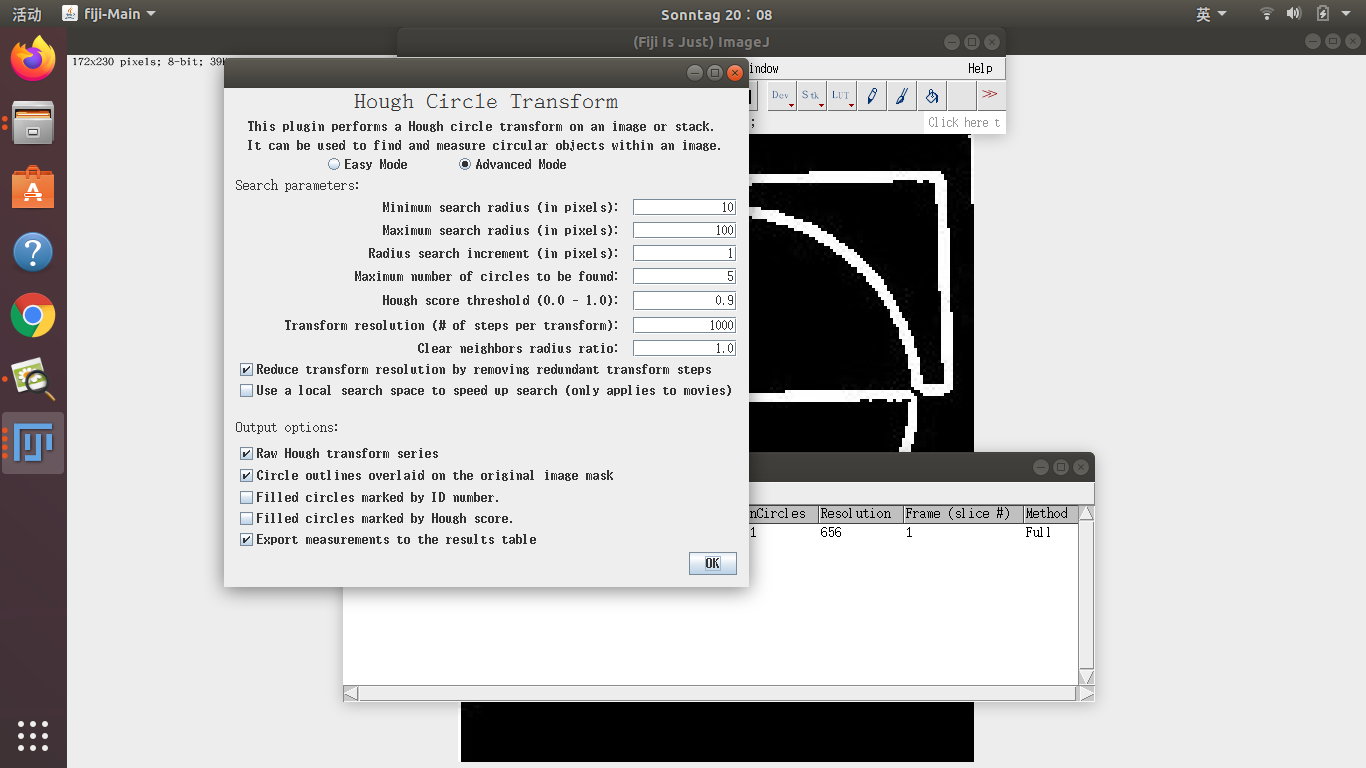 活动
fiji-Main
Sonntag 20：08
英
(Fiji Is Just) ImageJ
172x230 pixels; 8-bit; 39
indow
Help
Dev
Stk
LUT
>>
;
Click here t
Hough Circle Transform
This plugin performs a Hough circle transform on an image or stack.
It can be used to find and measure circular objects within an image.
Easy Mode
Advanced Mode
Search parameters:
Minimum search radius (in pixels): 10
Maximum search radius (in pixels): 100
Radius search increment (in pixels): 1
Maximum number of circles to be found: 5
Hough score threshold (0.0 - 1.0): 0.9
Transform resolution (# of steps per transform): 1000
Clear neighbors radius ratio: 1.0
Reduce transform resolution by removing redundant transform steps
Use a local search space to speed up search (only applies to movies)
Output options:
Raw Hough transform series
Circle outlines overlaid on the original image mask
Filled circles marked by ID number.
Filled circles marked by Hough score.
Export measurements to the results table
OK
nCircles Resolution Frame (slice #) Method
1 656 1 Full